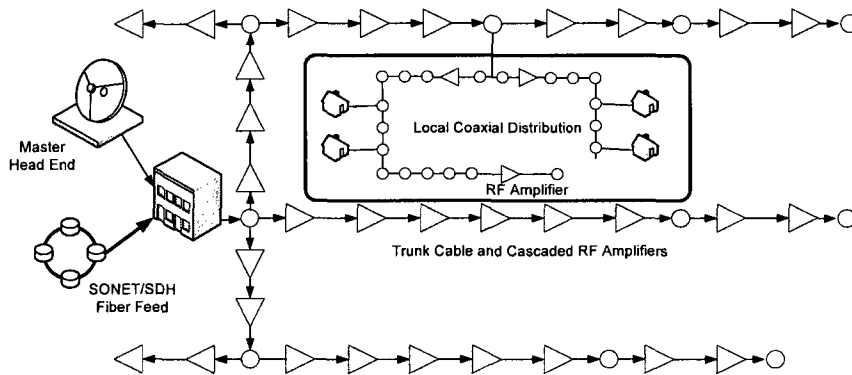 Local Coaxial Distribution
Master
Head End
RF Amplifier
Trunk Cable and Cascaded RF Amplifiers
SONET/SDH
Fiber Feed